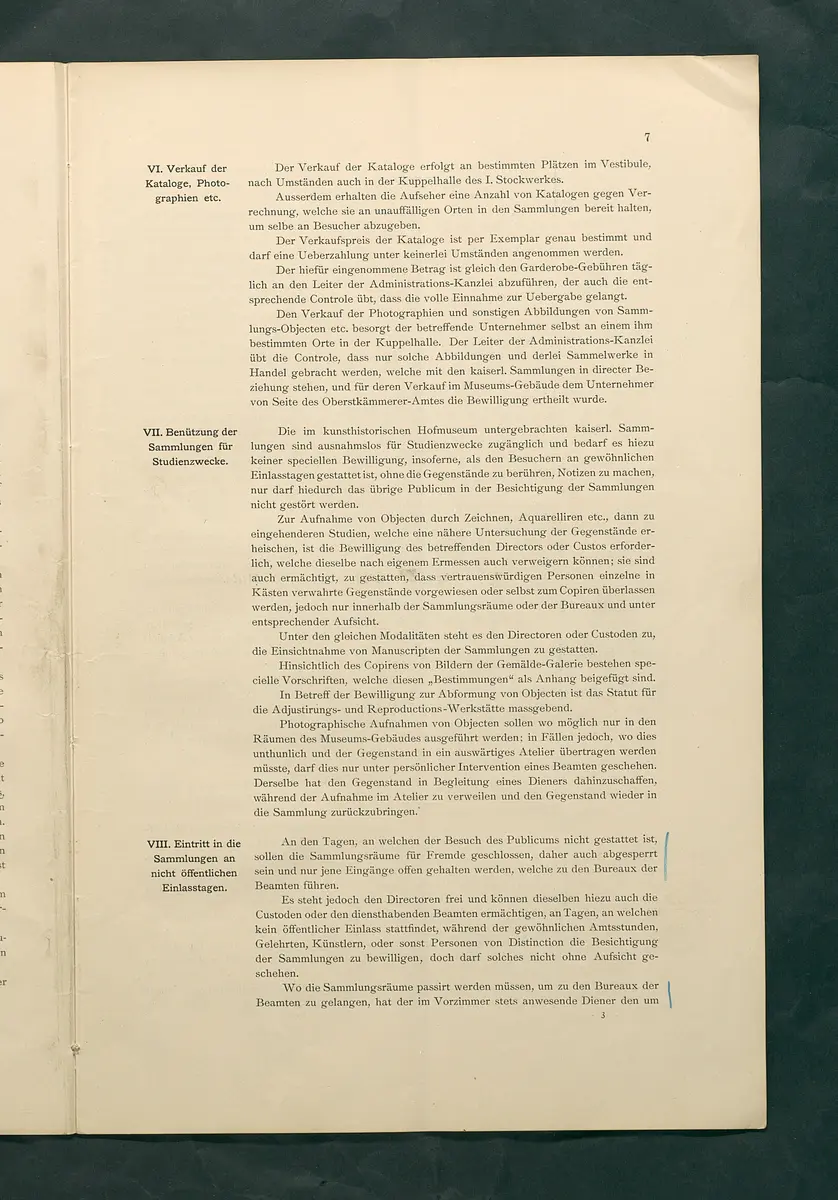 7
VI. Verkauf der
Kataloge, Photo-
graphien etc.
Der Verkauf der Kataloge erfolgt an bestimmten Plätzen im Vestibule,
nach Umständen auch in der Kuppelhalle des I. Stockwerkes.
Ausserdem erhalten die Aufseher eine Anzahl von Katalogen gegen Ver-
rechnung, welche sie an unauffälligen Orten in den Sammlungen bereit halten,
um selbe an Besucher abzugeben.
Der Verkaufspreis der Kataloge ist per Exemplar genau bestimmt und
darf eine Ueberzahlung unter keinerlei Umständen angenommen werden.
Der hiefür eingenommene Betrag ist gleich den Garderobe-Gebühren täg-
lich an den Leiter der Administrations-Kanzlei abzuführen, der auch die ent-
sprechende Controle übt, dass die volle Einnahme zur Uebergabe gelangt.
Den Verkauf der Photographien und sonstigen Abbildungen von Samm-
lungs-Objecten etc. besorgt der betreffende Unternehmer selbst an einem ihm
bestimmten Orte in der Kuppelhalle. Der Leiter der Administrations-Kanzlei
übt die Controle, dass nur solche Abbildungen und derlei Sammelwerke in
Handel gebracht werden, welche mit den kaiserl. Sammlungen in directer Be-
ziehung stehen, und für deren Verkauf im Museums-Gebäude dem Unternehmer
von Seite des Oberstkämmerer-Amtes die Bewilligung ertheilt wurde.
VII. Benützung der
Sammlungen für
Studienzwecke.
Die im kunsthistorischen Hofmuseum untergebrachten kaiserl. Samm-
lungen sind ausnahmslos für Studienzwecke zugänglich und bedarf es hiezu
keiner speciellen Bewilligung, insoferne, als den Besuchern an gewöhnlichen
Einlasstagen gestattet ist, ohne die Gegenstände zu berühren, Notizen zu machen,
nur darf hiedurch das übrige Publicum in der Besichtigung der Sammlungen
nicht gestört werden.
Zur Aufnahme von Objecten durch Zeichnen, Aquarelliren etc., dann zu
eingehenderen Studien, welche eine nähere Untersuchung der Gegenstände er-
heischen, ist die Bewilligung des betreffenden Directors oder Custos erforder-
lich, welche dieselbe nach eigenem Ermessen auch verweigern können; sie sind
auch ermächtigt, zu gestatten, dass vertrauenswürdigen Personen einzelne in
Kästen verwahrte Gegenstände vorgewiesen oder selbst zum Copiren überlassen
werden, jedoch nur innerhalb der Sammlungsräume oder der Bureaux und unter
entsprechender Aufsicht.
Unter den gleichen Modalitäten steht es den Directoren oder Custoden zu,
die Einsichtnahme von Manuscripten der Sammlungen zu gestatten.
Hinsichtlich des Copirens von Bildern der Gemälde-Galerie bestehen spe-
cielle Vorschriften, welche diesen „Bestimmungen“ als Anhang beigefügt sind.
In Betreff der Bewilligung zur Abformung von Objecten ist das Statut für
die Adjustirungs- und Reproductions-Werkstätte massgebend.
Photographische Aufnahmen von Objecten sollen wo möglich nur in den
Räumen des Museums-Gebäudes ausgeführt werden; in Fällen jedoch, wo dies
unthunlich und der Gegenstand in ein auswärtiges Atelier übertragen werden
müsste, darf dies nur unter persönlicher Intervention eines Beamten geschehen.
Derselbe hat den Gegenstand in Begleitung eines Dieners dahinzuschaffen,
während der Aufnahme im Atelier zu verweilen und den Gegenstand wieder in
die Sammlung zurückzubringen.
VIII. Eintritt in die
Sammlungen an
nicht öffentlichen
Einlasstagen.
An den Tagen, an welchen der Besuch des Publicums nicht gestattet ist,
sollen die Sammlungsräume für Fremde geschlossen, daher auch abgesperrt
sein und nur jene Eingänge offen gehalten werden, welche zu den Bureaux der
Beamten führen.
Es steht jedoch den Directoren frei und können dieselben hiezu auch die
Custoden oder den diensthabenden Beamten ermächtigen, an Tagen, an welchen
kein öffentlicher Einlass stattfindet, während der gewöhnlichen Amtsstunden,
Gelehrten, Künstlern, oder sonst Personen von Distinction die Besichtigung
der Sammlungen zu bewilligen, doch darf solches nicht ohne Aufsicht ge-
schehen.
Wo die Sammlungsräume passirt werden müssen, um zu den Bureaux der
Beamten zu gelangen, hat der im Vorzimmer stets anwesende Diener den um
3